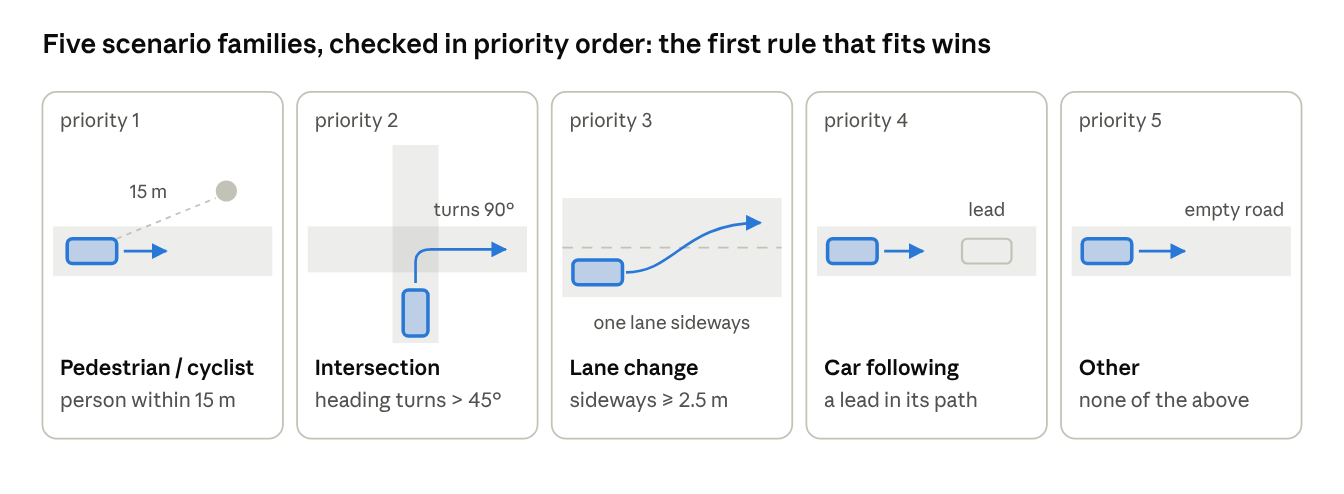 Five scenario families, checked in priority order: the first rule that fits wins
priority 1
15 m
Pedestrian / cyclist
person within 15 m
priority 2
turns 90°
Intersection
heading turns > 45°
priority 3
one lane sideways
Lane change
sideways ≥ 2.5 m
priority 4
lead
Car following
a lead in its path
priority 5
empty road
Other
none of the above